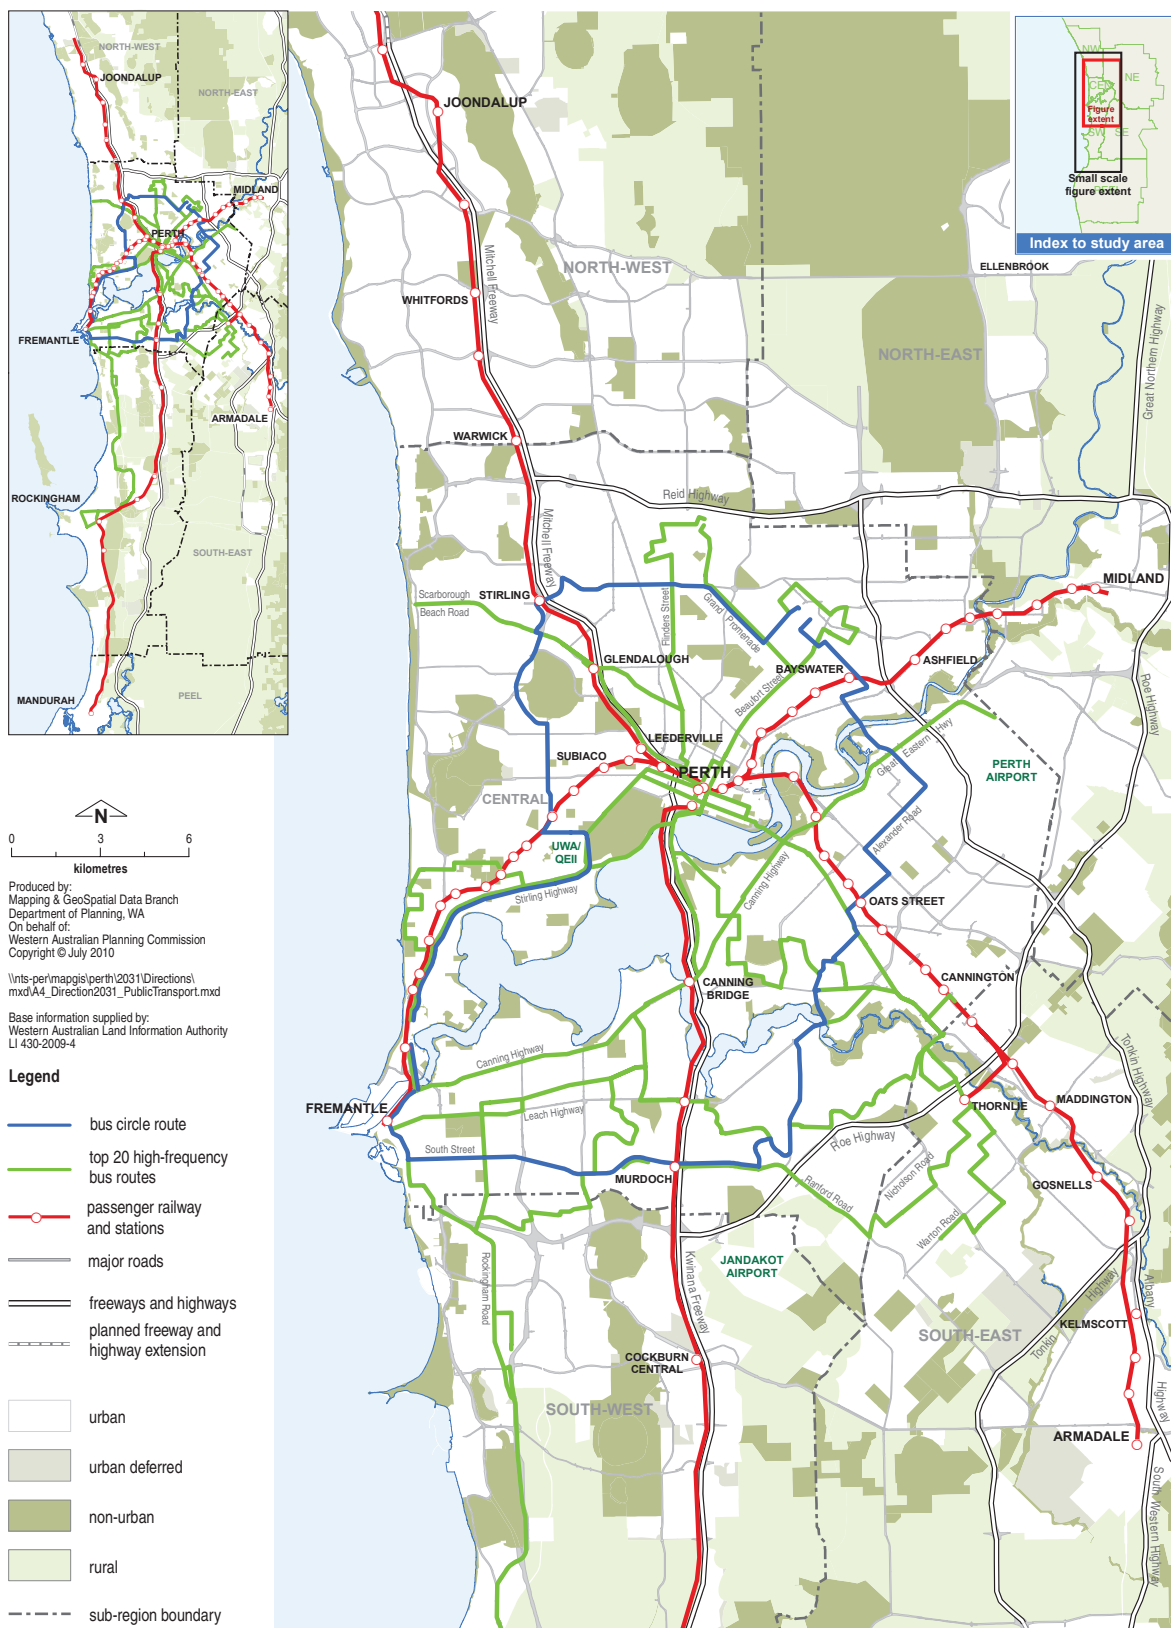 NORTH-WEST
JOONDALUP
NORTH-EAST
MIDLAND
PERTH
FREMANTLE
ARMADALE
ROCKINGHAM
SOUTH-EAST
MANDURAH
PEEL
N
0 3 6
kilometres
Produced by:
Mapping & GeoSpatial Data Branch
Department of Planning, WA
On behalf of:
Western Australian Planning Commission
Copyright © July 2010
\\nts-per\mapgis\perth\2031\Directions\
mxd\A4_Direction2031_PublicTransport.mxd
Base information supplied by:
Western Australian Land Information Authority
LI 430-2009-4
Legend
bus circle route
top 20 high-frequency
bus routes
passenger railway
and stations
major roads
freeways and highways
planned freeway and
highway extension
urban
urban deferred
non-urban
rural
sub-region boundary
NW
NE
CEN
Figure
extent
SW SE
Small scale
figure extent
Index to study area
JOONDALUP
Mitchell Freeway
NORTH-WEST
ELLENBROOK
WHITFORDS
NORTH-EAST
Great Northern Highway
WARWICK
Reid Highway
Mitchell Freeway
MIDLAND
Scarborough
Beach Road
STIRLING
Flinders Street
Grand Promenade
GLENDALOUGH
BAYSWATER
ASHFIELD
Beaufort Street
Roe Highway
LEEDERVILLE
SUBIACO
PERTH
Great Eastern Hwy
PERTH
AIRPORT
CENTRAL
UWA/
QEII
Alexander Road
Stirling Highway
Canning Highway
OATS STREET
CANNING
BRIDGE
CANNINGTON
Canning Highway
Tonkin Highway
FREMANTLE
Leach Highway
THORNLIE
MADDINGTON
South Street
Roe Highway
MURDOCH
Nicholson Road
GOSNELLS
Ranford Road
Warton Road
Rockingham Road
Kwinana Freeway
JANDAKOT
AIRPORT
Tonkin Highway
Albany Highway
KELMSCOTT
SOUTH-EAST
COCKBURN
CENTRAL
SOUTH-WEST
ARMADALE
South Western Highway